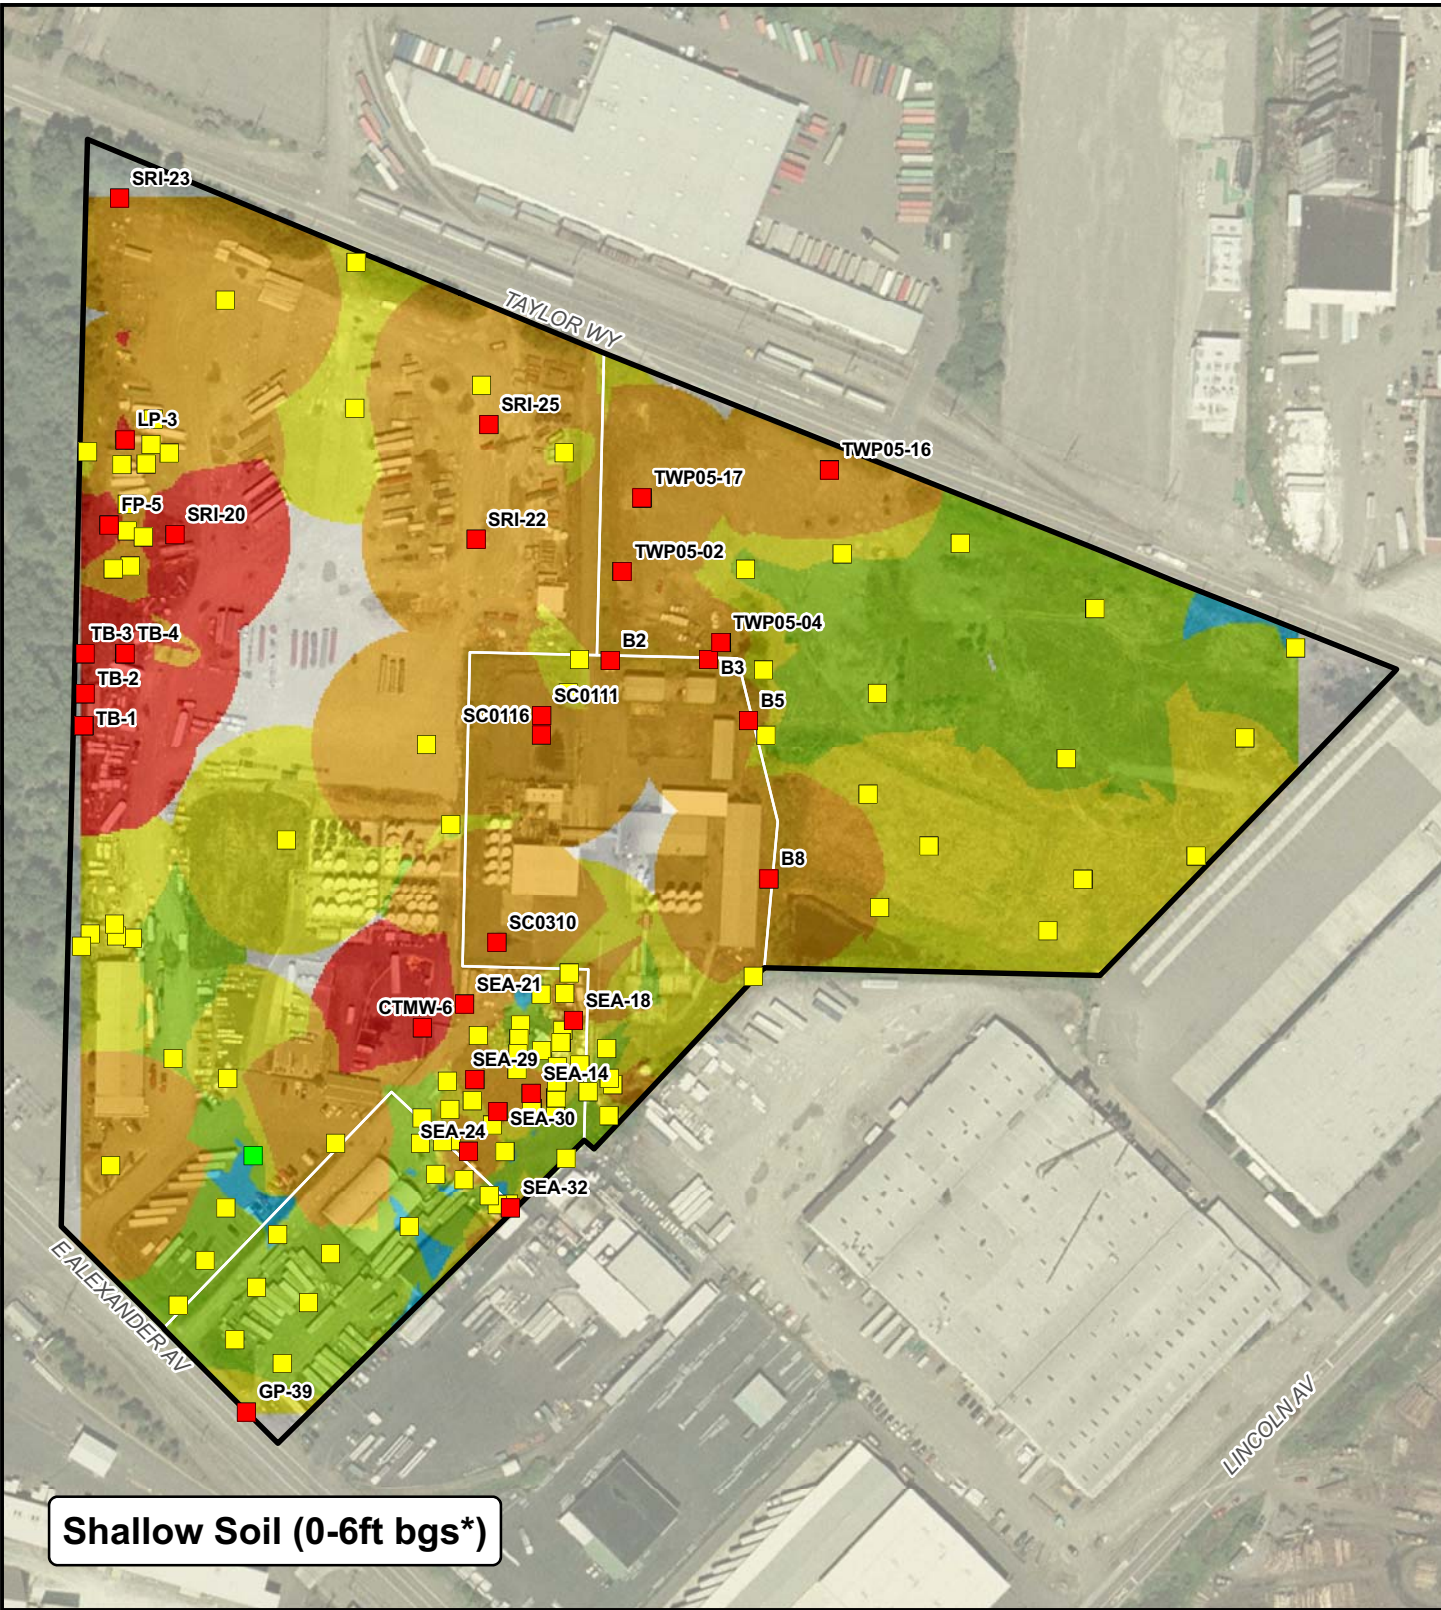 SRI-23
TAYLOR WY
SRI-25
LP-3
TWP05-16
TWP05-17
FP-5
SRI-20
SRI-22
TWP05-02
TWP05-04
TB-3
TB-4
B2
B3
TB-2
SC0111
B5
SC0116
TB-1
B8
SC0310
SEA-21
SEA-18
CTMW-6
SEA-29
SEA-14
SEA-30
SEA-24
SEA-32
E ALEXANDER AV
GP-39
LINCOLN AV
Shallow Soil (0-6ft bgs*)